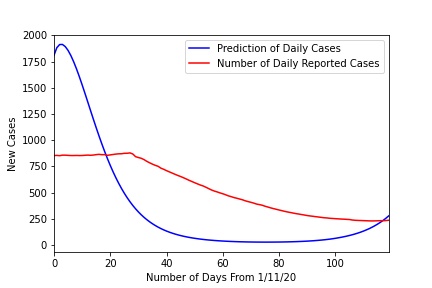 Prediction of Daily Cases
Number of Daily Reported Cases
New Cases
2000
1750
1500
1250
1000
750
500
250
0
0 20 40 60 80 100
Number of Days From 1/11/20